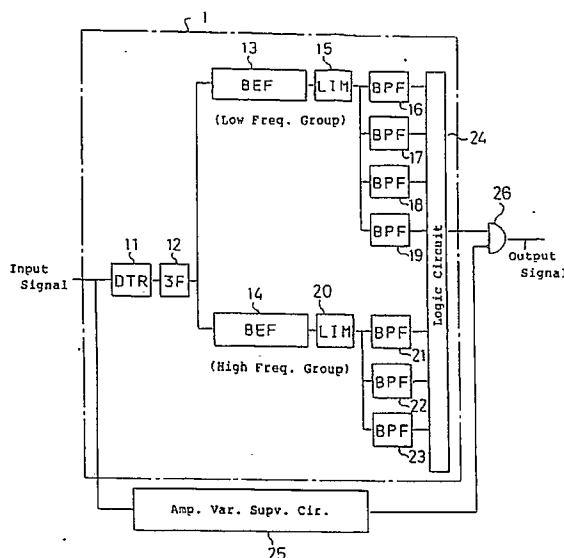 1
13
15
BEF
LIM
BPF
16
(Low Freq. Group)
24
BPF
17
BPF
18
26
11
12
BPF
19
Input
Signal
DTR
3F
Logic Circuit
Output
Signal
14
20
BEF
LIM
BPF
21
(High Freq. Group)
BPF
22
BPF
23
Amp. Var. Supv. Cir.
25